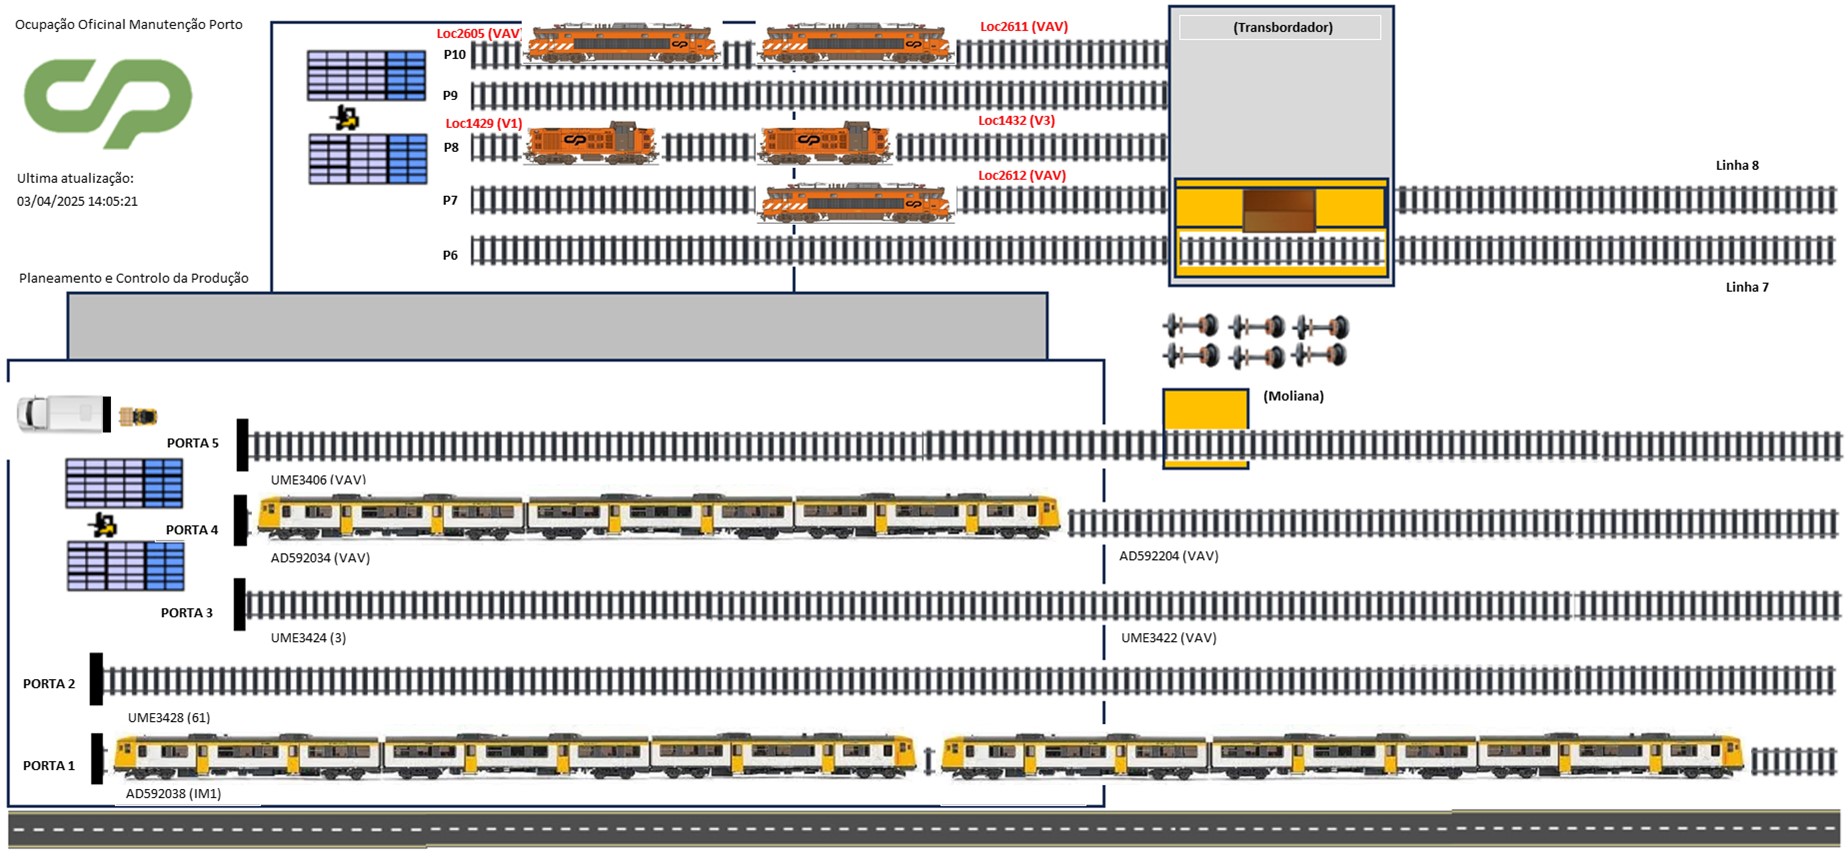 Ocupação Oficinal Manutenção Porto
Ultima atualização:
03/04/2025 14:05:21
Planeamento e Controlo da Produção
Loc2605 (VAV)
Loc2611 (VAV)
(Transbordador)
P10
P9
Loc1429 (V1)
Loc1432 (V3)
P8
Loc2612 (VAV)
P7
P6
Linha 8
Linha 7
(Moliana)
PORTA 5
UME3406 (VAV)
PORTA 4
AD592034 (VAV)
AD592204 (VAV)
PORTA 3
UME3424 (3)
UME3422 (VAV)
PORTA 2
UME3428 (61)
PORTA 1
AD592038 (IM1)